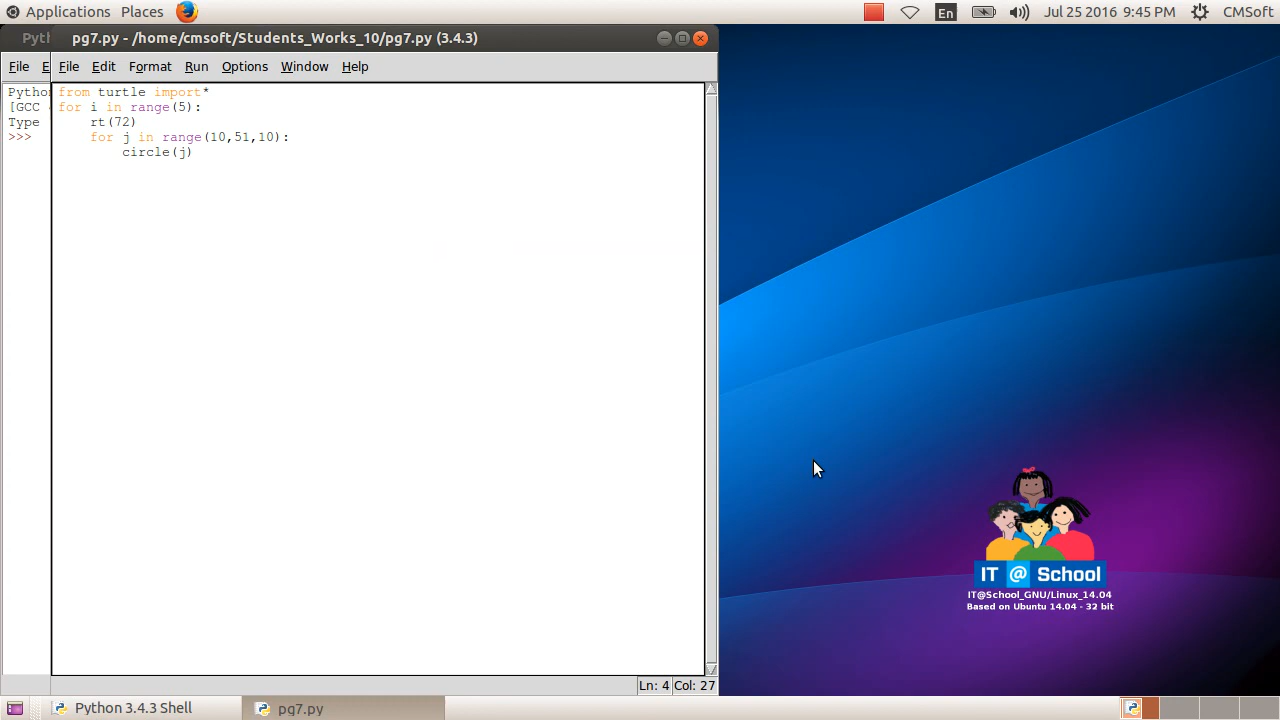 Applications Places
En
Jul 25 2016 9:45 PM
CMSoft
pg7.py - /home/cmsoft/Students_Works_10/pg7.py (3.4.3)
File
File Edit Format Run Options Window Help
[GCC
Type
>>>
from turtle import*
for i in range(5):
    rt(72)
    for j in range(10,51,10):
        circle(j)
IT @ School
IT@School_GNU/Linux_14.04
Based on Ubuntu 14.04 - 32 bit
Ln: 4 Col: 27
Python 3.4.3 Shell
pg7.py